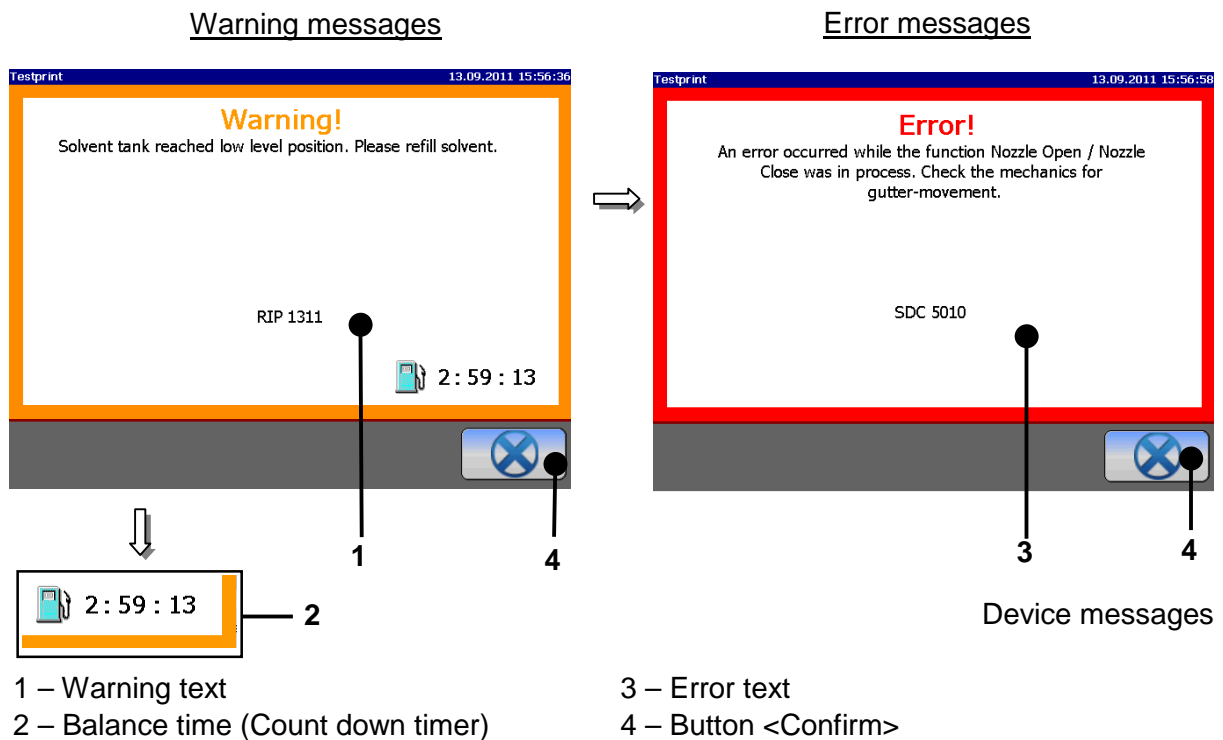 Warning messages
Error messages
Testprint 13.09.2011 15:56:36
Warning!
Solvent tank reached low level position. Please refill solvent.
RIP 1311
2:59:13
Testprint 13.09.2011 15:56:58
Error!
An error occurred while the function Nozzle Open / Nozzle
Close was in process. Check the mechanics for
gutter-movement.
SDC 5010
1
4
3
4
2:59:13
2
Device messages
1 – Warning text
2 – Balance time (Count down timer)
3 – Error text
4 – Button <Confirm>